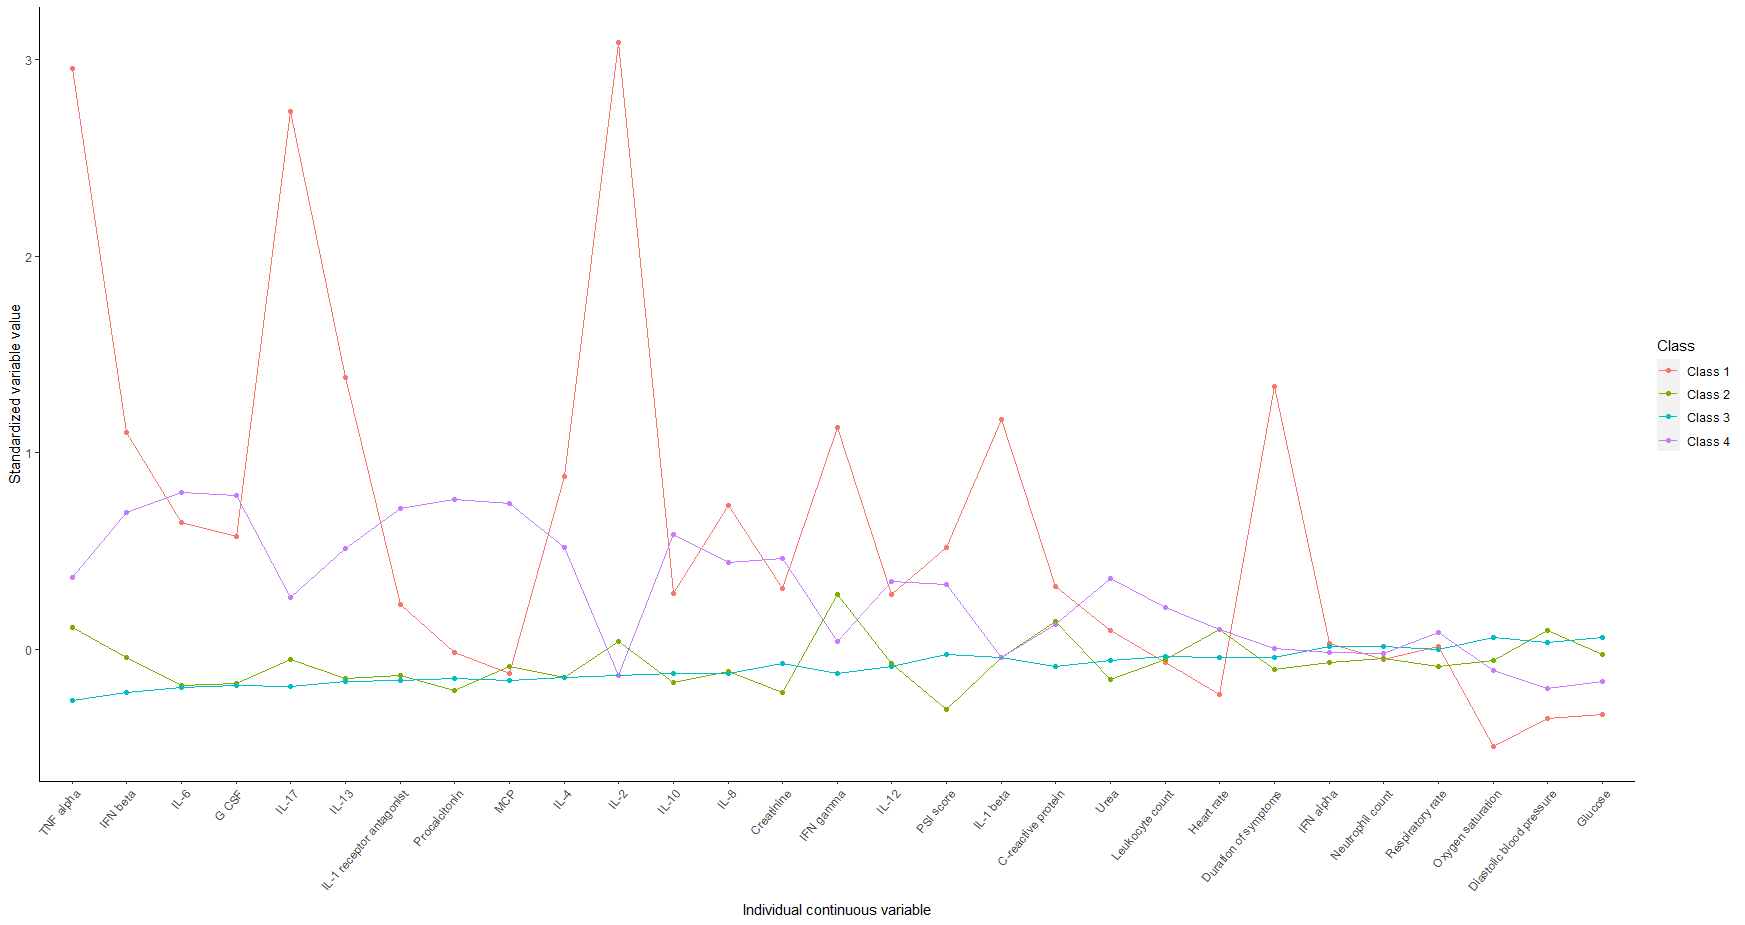 3
2
1
0
Standardized variable value
TNF alpha
IFN beta
IL-6
G CSF
IL-17
IL-13
IL-1 receptor antagonist
Procalcitonin
MCP
IL-4
IL-2
IL-10
IL-8
Creatinine
IFN gamma
IL-12
PSI score
IL-1 beta
C-reactive protein
Urea
Leukocyte count
Heart rate
Duration of symptoms
IFN alpha
Neutrophil count
Respiratory rate
Oxygen saturation
Diastolic blood pressure
Glucose
Individual continuous variable
Class
Class 1
Class 2
Class 3
Class 4